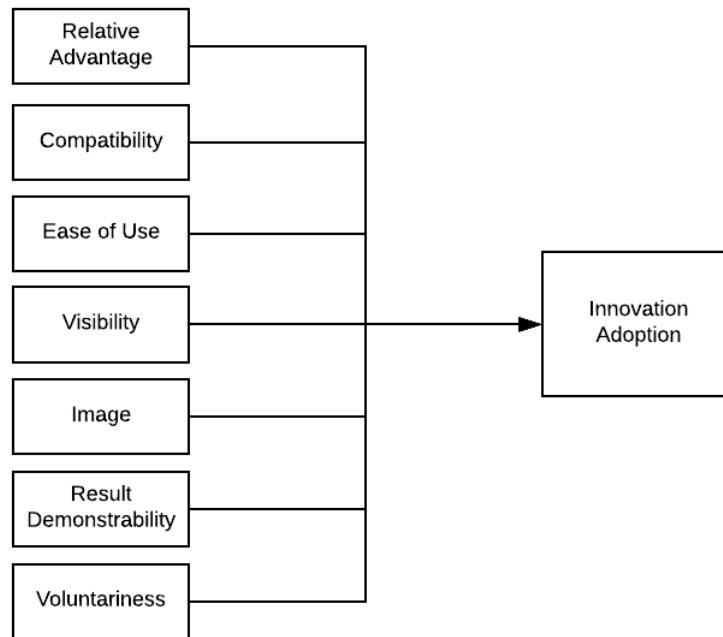 Relative
Advantage
Compatibility
Ease of Use
Visibility
Image
Result
Demonstrability
Voluntariness
Innovation
Adoption